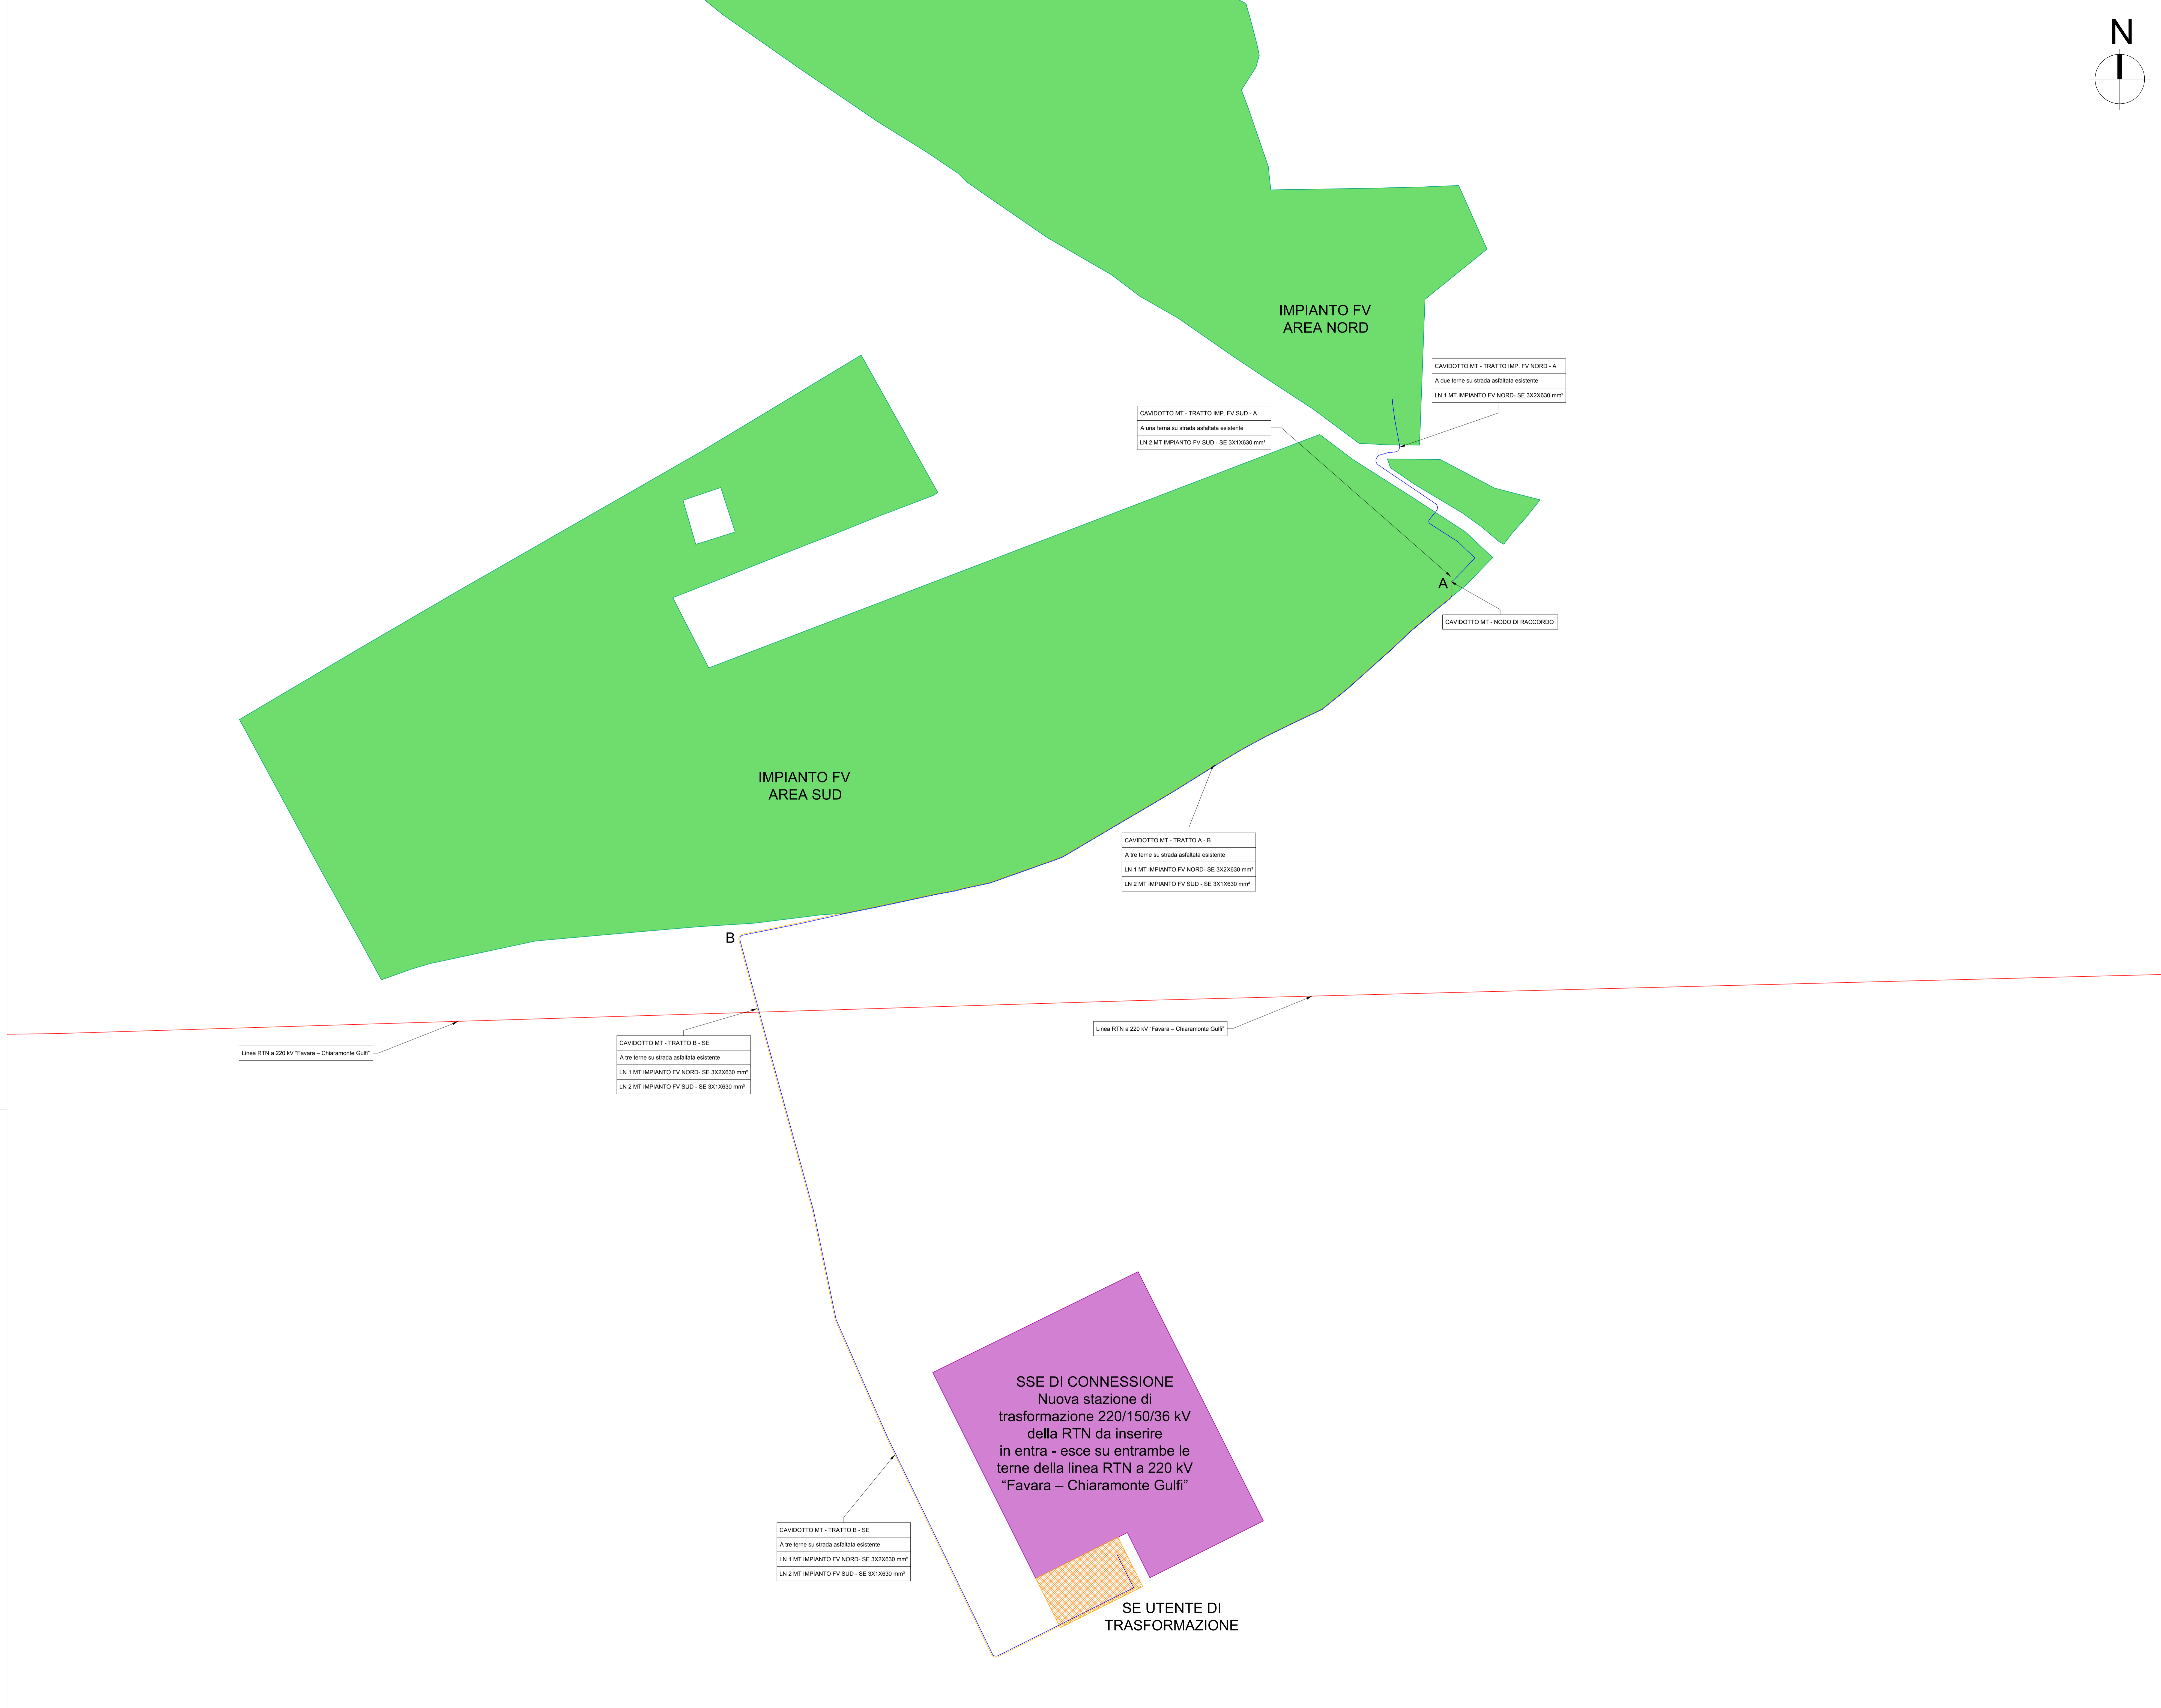 N
IMPIANTO FV
AREA NORD
CAVIDOTTO MT - TRATTO IMP. FV NORD - A
A due terne su strada asfaltata esistente
LN 1 MT IMPIANTO FV NORD- SE 3X2X630 mm²
CAVIDOTTO MT - TRATTO IMP. FV SUD - A
A una terna su strada asfaltata esistente
LN 2 MT IMPIANTO FV SUD - SE 3X1X630 mm²
A
CAVIDOTTO MT - NODO DI RACCORDO
IMPIANTO FV
AREA SUD
CAVIDOTTO MT - TRATTO A - B
A tre terne su strada asfaltata esistente
LN 1 MT IMPIANTO FV NORD- SE 3X2X630 mm²
LN 2 MT IMPIANTO FV SUD - SE 3X1X630 mm²
B
Linea RTN a 220 kV “Favara – Chiaramonte Gulfi”
Linea RTN a 220 kV “Favara – Chiaramonte Gulfi”
CAVIDOTTO MT - TRATTO B - SE
A tre terne su strada asfaltata esistente
LN 1 MT IMPIANTO FV NORD- SE 3X2X630 mm²
LN 2 MT IMPIANTO FV SUD - SE 3X1X630 mm²
SSE DI CONNESSIONE
Nuova stazione di
trasformazione 220/150/36 kV
della RTN da inserire
in entra - esce su entrambe le
terne della linea RTN a 220 kV
“Favara – Chiaramonte Gulfi”
CAVIDOTTO MT - TRATTO B - SE
A tre terne su strada asfaltata esistente
LN 1 MT IMPIANTO FV NORD- SE 3X2X630 mm²
LN 2 MT IMPIANTO FV SUD - SE 3X1X630 mm²
SE UTENTE DI
TRASFORMAZIONE